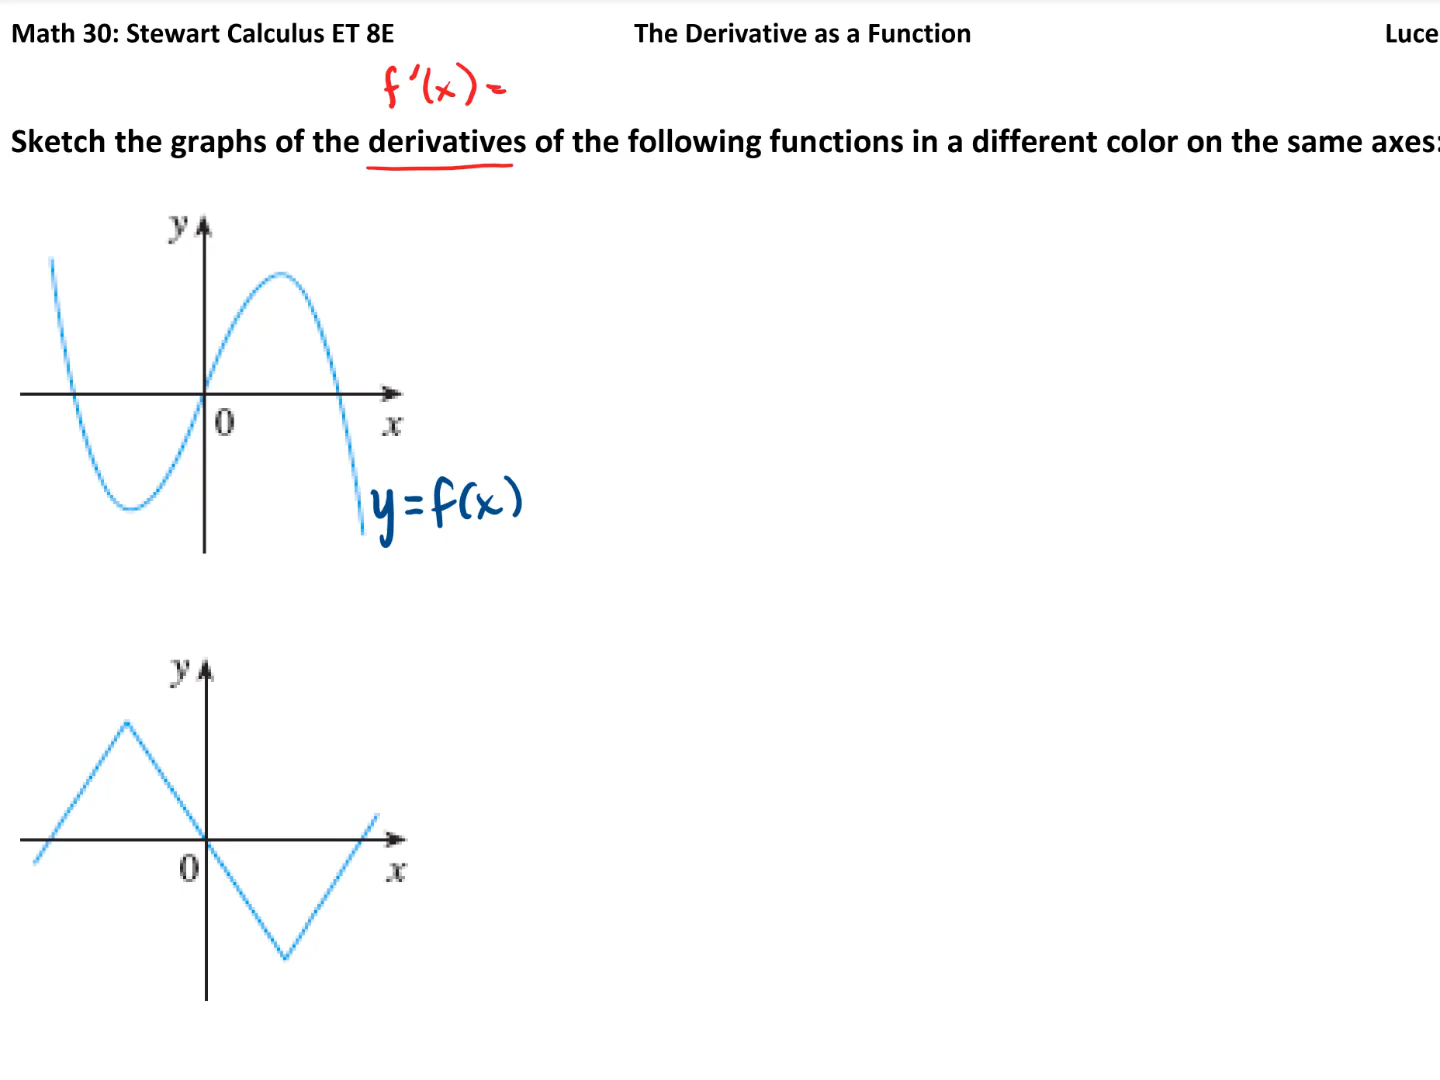 Math 30: Stewart Calculus ET 8E The Derivative as a Function Luce
f'(x) =
Sketch the graphs of the derivatives of the following functions in a different color on the same axes:
y
0
x
y=f(x)
y
0
x